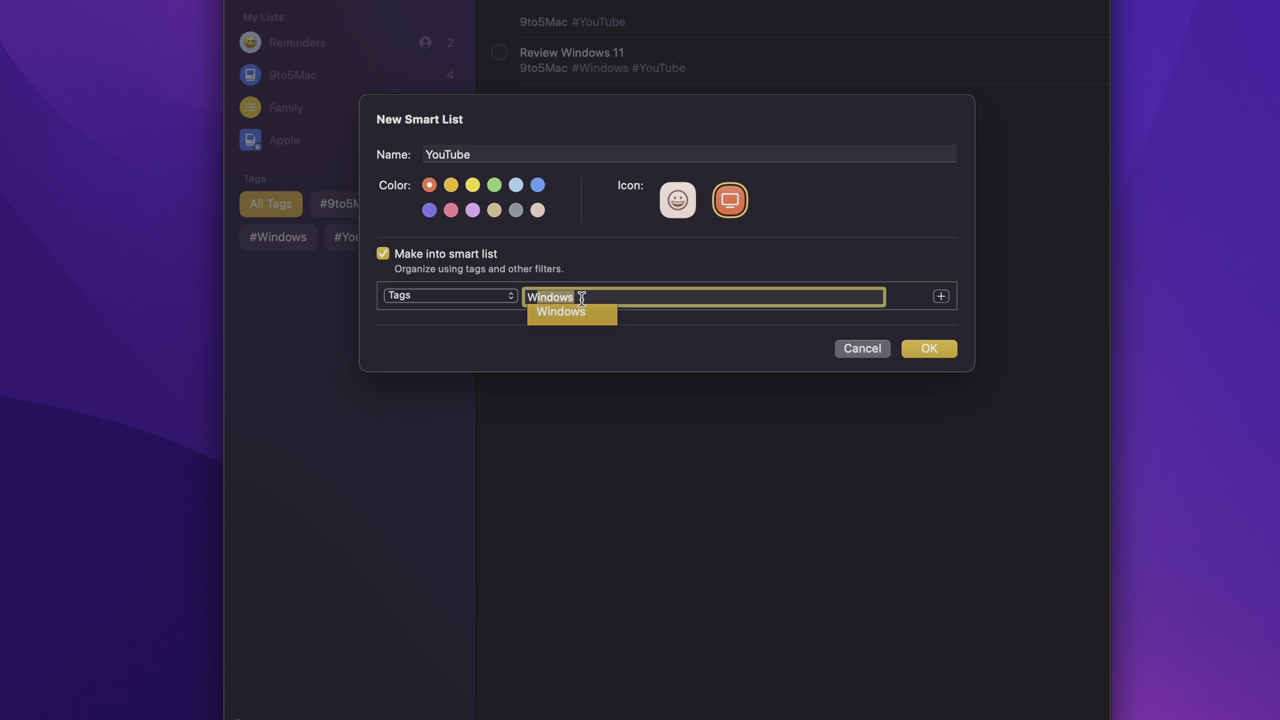 My Lists
Reminders 2
9to5Mac 4
Family
Apple
Tags
All Tags #9to5M
#Windows #You
9to5Mac #YouTube
Review Windows 11
9to5Mac #Windows #YouTube
New Smart List
Name: YouTube
Color: Icon:
Make into smart list
Organize using tags and other filters.
Tags Windows
Windows
Cancel OK